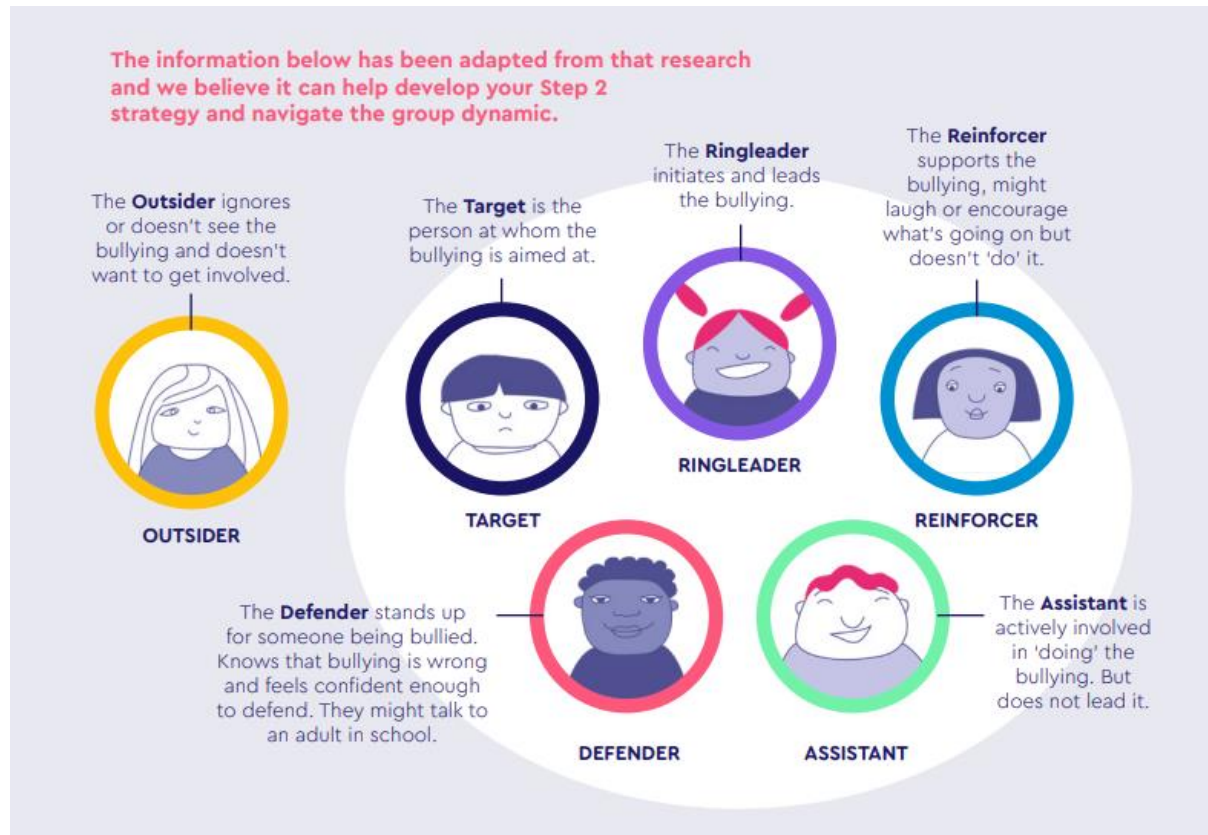 The information below has been adapted from that research
and we believe it can help develop your Step 2
strategy and navigate the group dynamic.
The Outsider ignores
or doesn't see the
bullying and doesn't
want to get involved.
OUTSIDER
The Target is the
person at whom the
bullying is aimed at.
TARGET
The Ringleader
initiates and leads
the bullying.
RINGLEADER
The Reinforcer
supports the
bullying, might
laugh or encourage
what's going on but
doesn't 'do' it.
REINFORCER
The Defender stands up
for someone being bullied.
Knows that bullying is wrong
and feels confident enough
to defend. They might talk to
an adult in school.
DEFENDER
The Assistant is
actively involved
in 'doing' the
bullying. But
does not lead it.
ASSISTANT